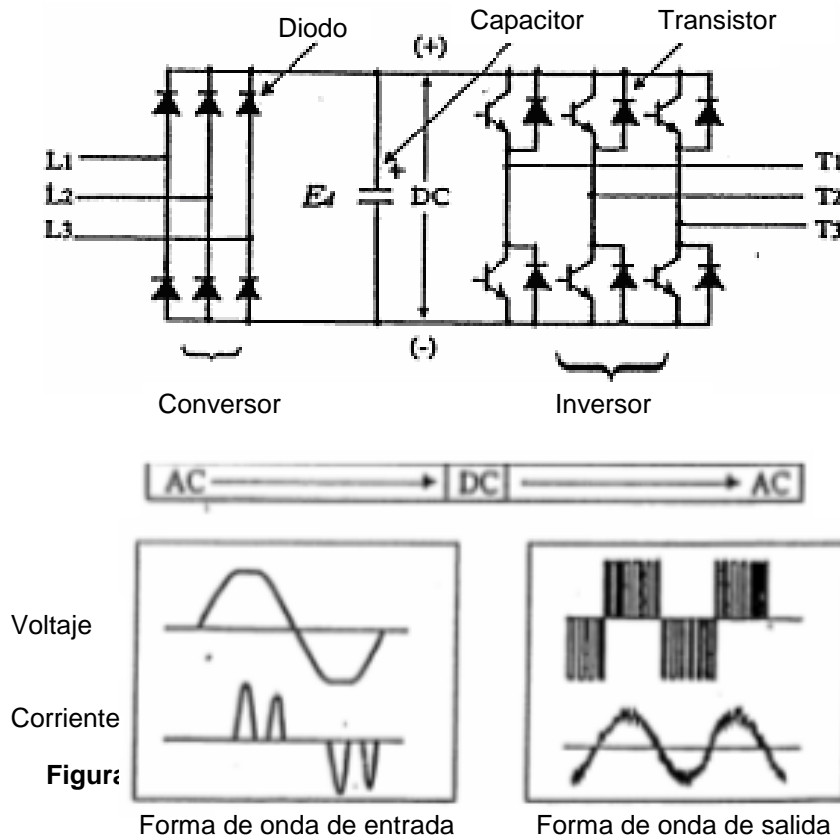 Diodo
Capacitor
Transistor
(+)
L1
L2
L3
+
Ed
DC
T1
T2
T3
(-)
Conversor
Inversor
AC DC AC
Voltaje
Corriente
Forma de onda de entrada
Forma de onda de salida